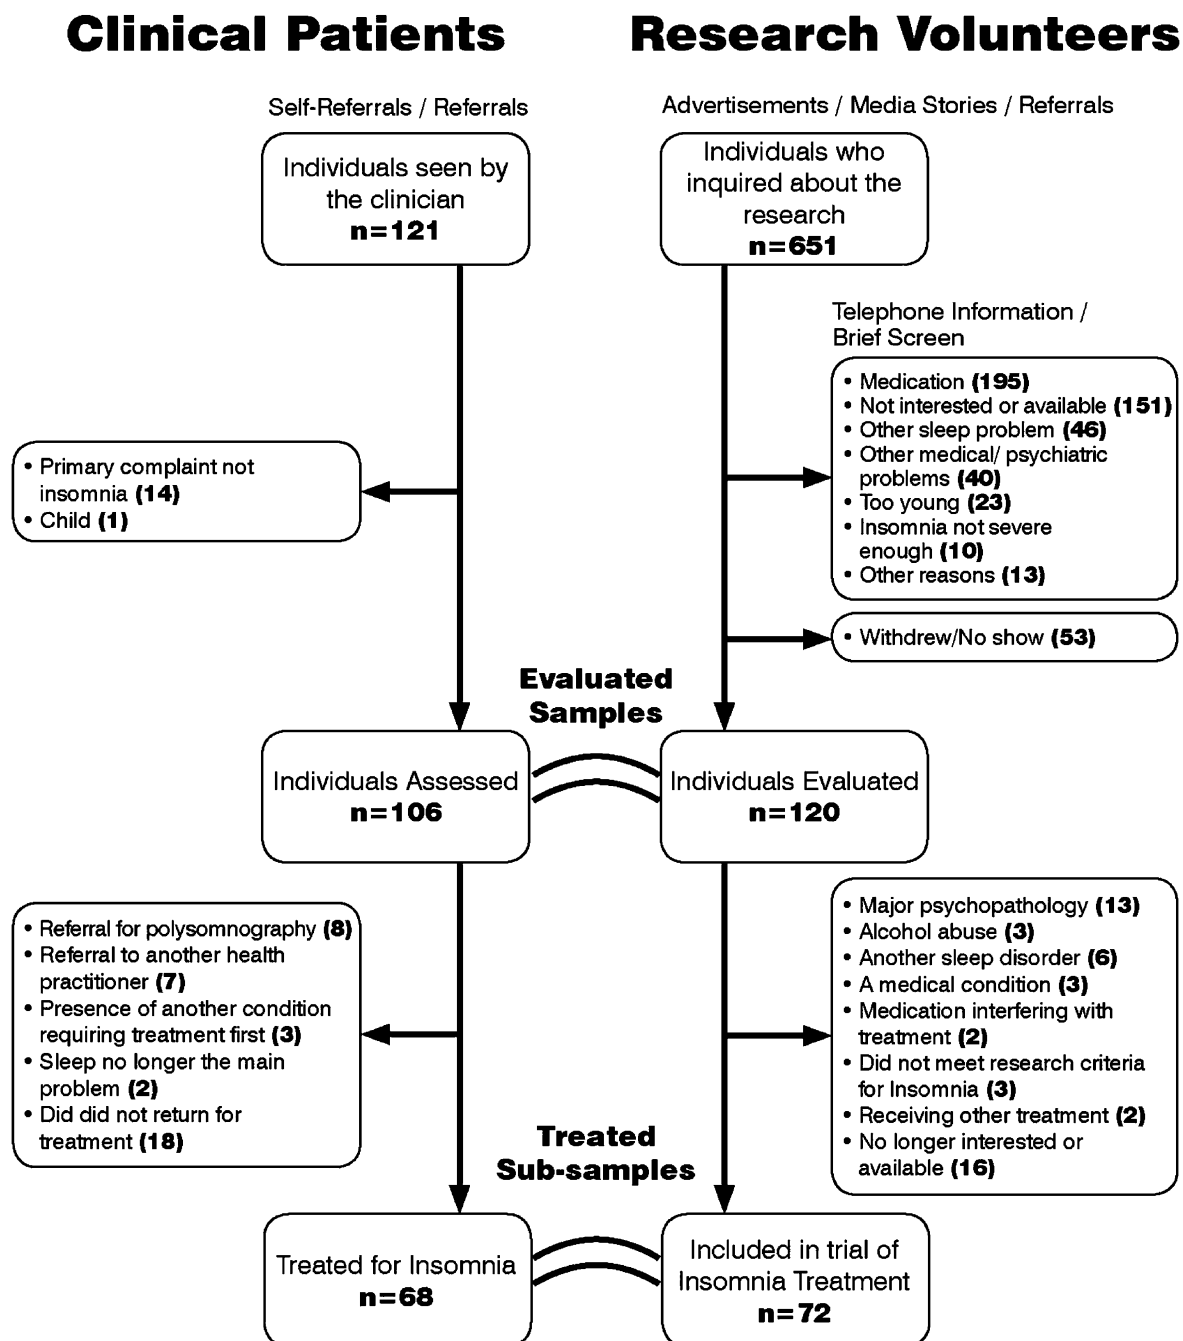 Clinical Patients
Self-Referrals / Referrals
Individuals seen by
the clinician
n=121
• Primary complaint not
insomnia (14)
• Child (1)
Research Volunteers
Advertisements / Media Stories / Referrals
Individuals who
inquired about the
research
n=651
Telephone Information /
Brief Screen
• Medication (195)
• Not interested or available (151)
• Other sleep problem (46)
• Other medical/ psychiatric
problems (40)
• Too young (23)
• Insomnia not severe
enough (10)
• Other reasons (13)
• Withdrew/No show (53)
Evaluated
Samples
Individuals Assessed
n=106
Individuals Evaluated
n=120
• Referral for polysomnography (8)
• Referral to another health
practitioner (7)
• Presence of another condition
requiring treatment first (3)
• Sleep no longer the main
problem (2)
• Did did not return for
treatment (18)
• Major psychopathology (13)
• Alcohol abuse (3)
• Another sleep disorder (6)
• A medical condition (3)
• Medication interfering with
treatment (2)
• Did not meet research criteria
for Insomnia (3)
• Receiving other treatment (2)
• No longer interested or
available (16)
Treated
Sub-samples
Treated for Insomnia
n=68
Included in trial of
Insomnia Treatment
n=72